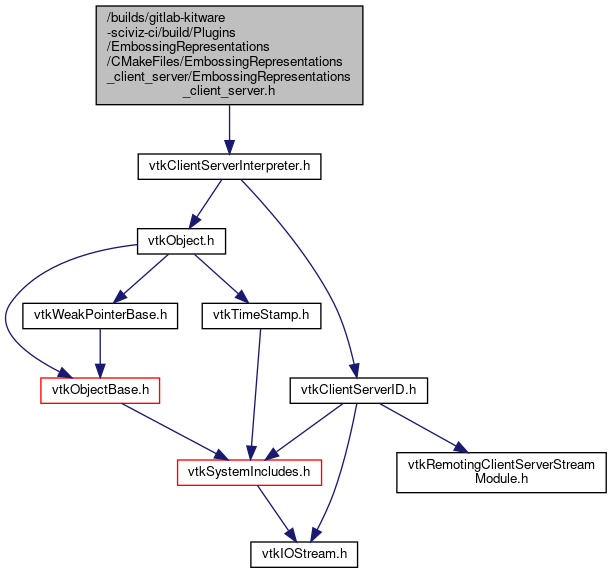 /builds/gitlab-kitware
-sciviz-ci/build/Plugins
/EmbossingRepresentations
/CMakeFiles/EmbossingRepresentations
_client_server/EmbossingRepresentations
_client_server.h
vtkClientServerInterpreter.h
vtkObject.h
vtkWeakPointerBase.h
vtkTimeStamp.h
vtkObjectBase.h
vtkClientServerID.h
vtkSystemIncludes.h
vtkRemotingClientServerStream
Module.h
vtkIOStream.h